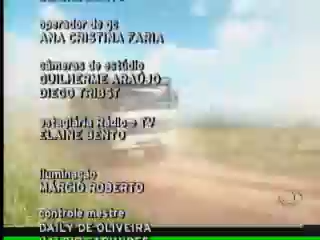 operador de gc
ANA CRISTINA FARIA
câmeras de estúdio
GUILHERME ARAÚJO
DIEGO TRIBST
estagiária Rádio e TV
ELAINE BENTO
iluminação
MÁRCIO ROBERTO
controle mestre
DAILY DE OLIVEIRA